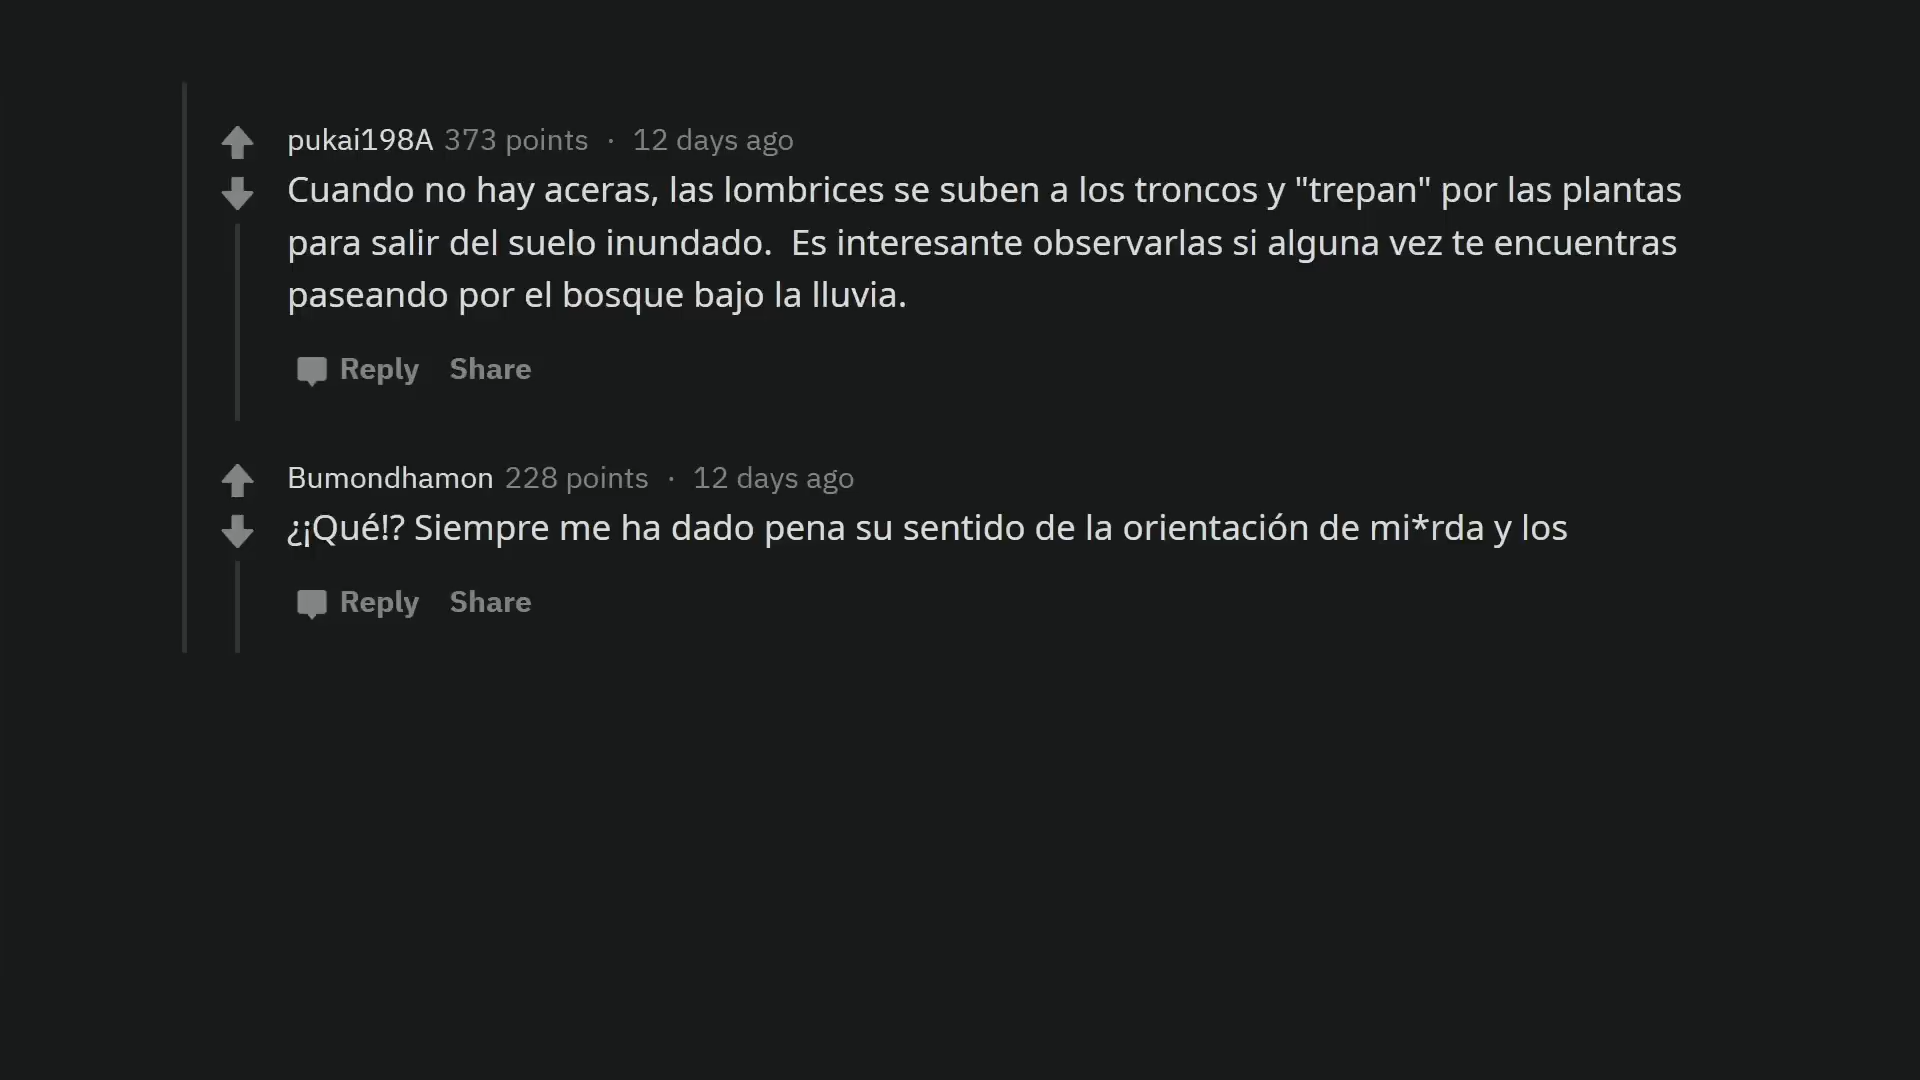 pukai198A 373 points · 12 days ago
Cuando no hay aceras, las lombrices se suben a los troncos y "trepan" por las plantas
para salir del suelo inundado.  Es interesante observarlas si alguna vez te encuentras
paseando por el bosque bajo la lluvia.
Reply Share
Bumondhamon 228 points · 12 days ago
¿¡Qué!? Siempre me ha dado pena su sentido de la orientación de mi*rda y los
Reply Share